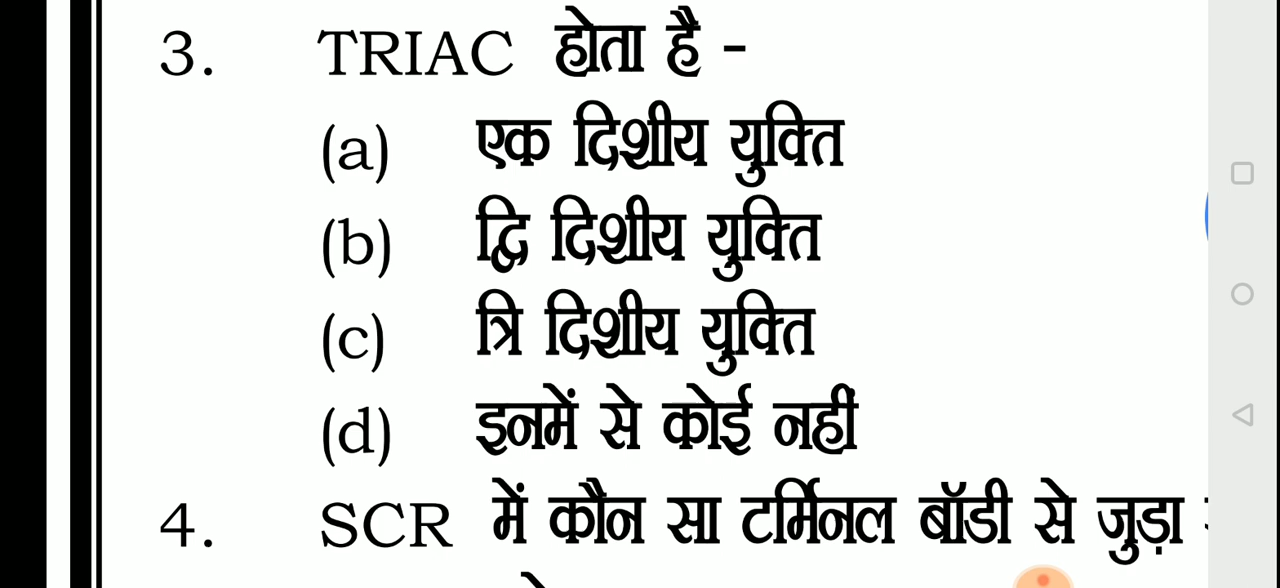 3. TRIAC होता है -
(a) एक दिशीय युक्ति
(b) द्वि दिशीय युक्ति
(c) त्रि दिशीय युक्ति
(d) इनमें से कोई नहीं
4. SCR में कौन सा टर्मिनल बॉडी से जुड़ा